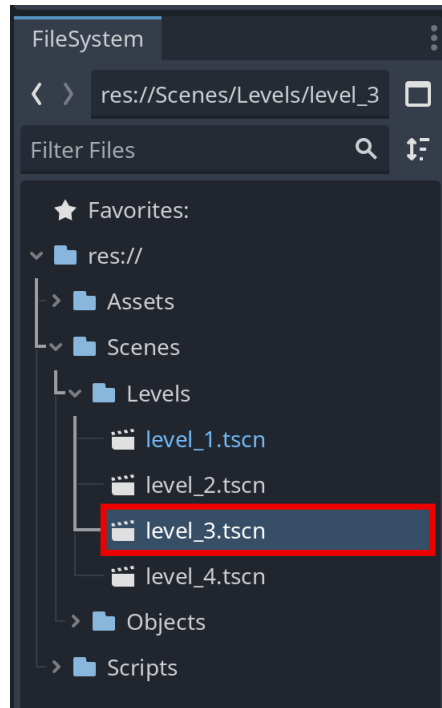 FileSystem
res://Scenes/Levels/level_3
Filter Files
Favorites:
res://
Assets
Scenes
Levels
level_1.tscn
level_2.tscn
level_3.tscn
level_4.tscn
Objects
Scripts